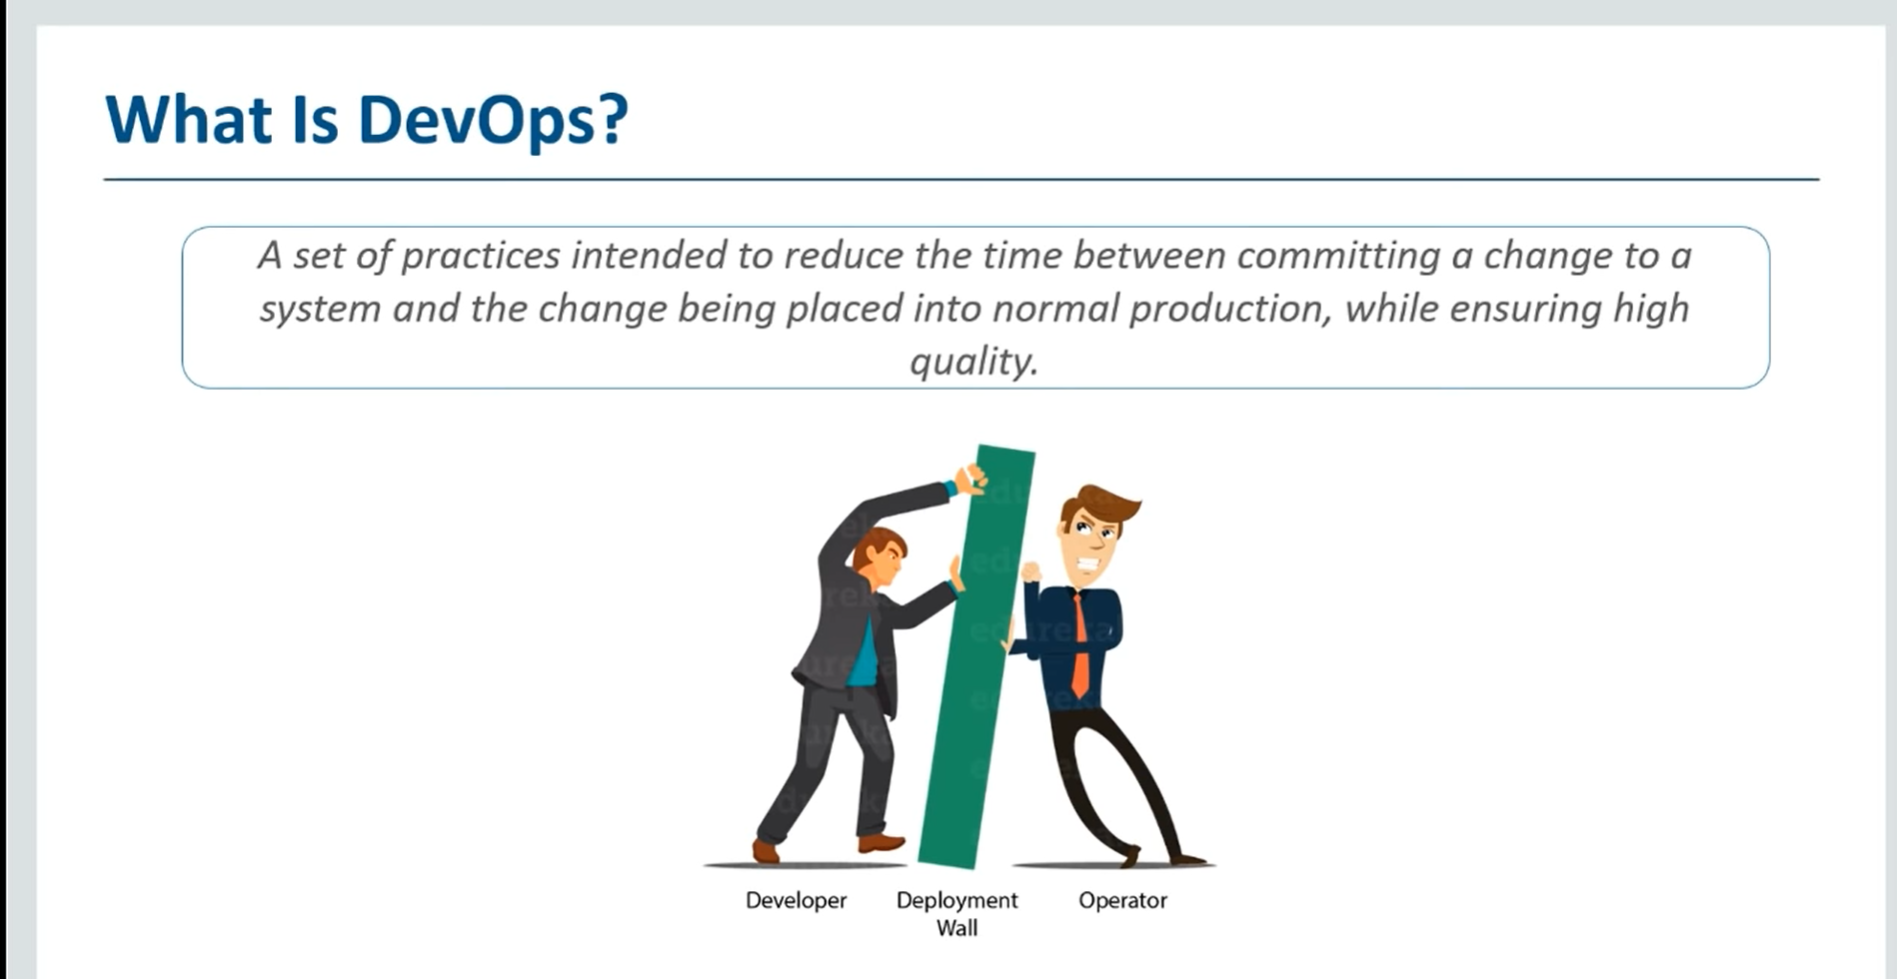 What Is DevOps?
A set of practices intended to reduce the time between committing a change to a
system and the change being placed into normal production, while ensuring high
quality.
Developer
Deployment
Wall
Operator